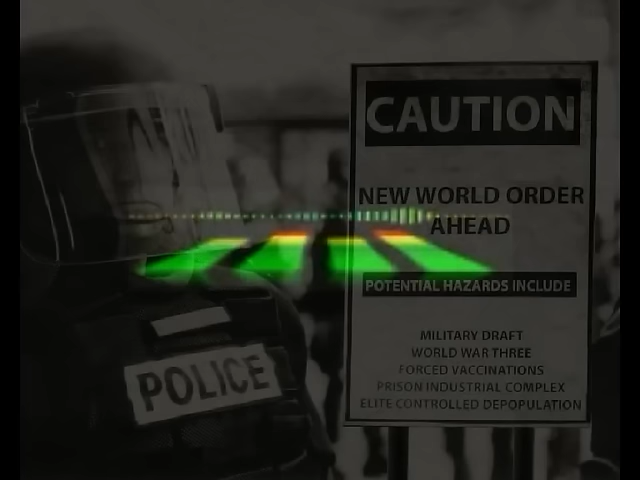 CAUTION
NEW WORLD ORDER
AHEAD
POTENTIAL HAZARDS INCLUDE
MILITARY DRAFT
WORLD WAR THREE
FORCED VACCINATIONS
PRISON INDUSTRIAL COMPLEX
ELITE CONTROLLED DEPOPULATION
POLICE